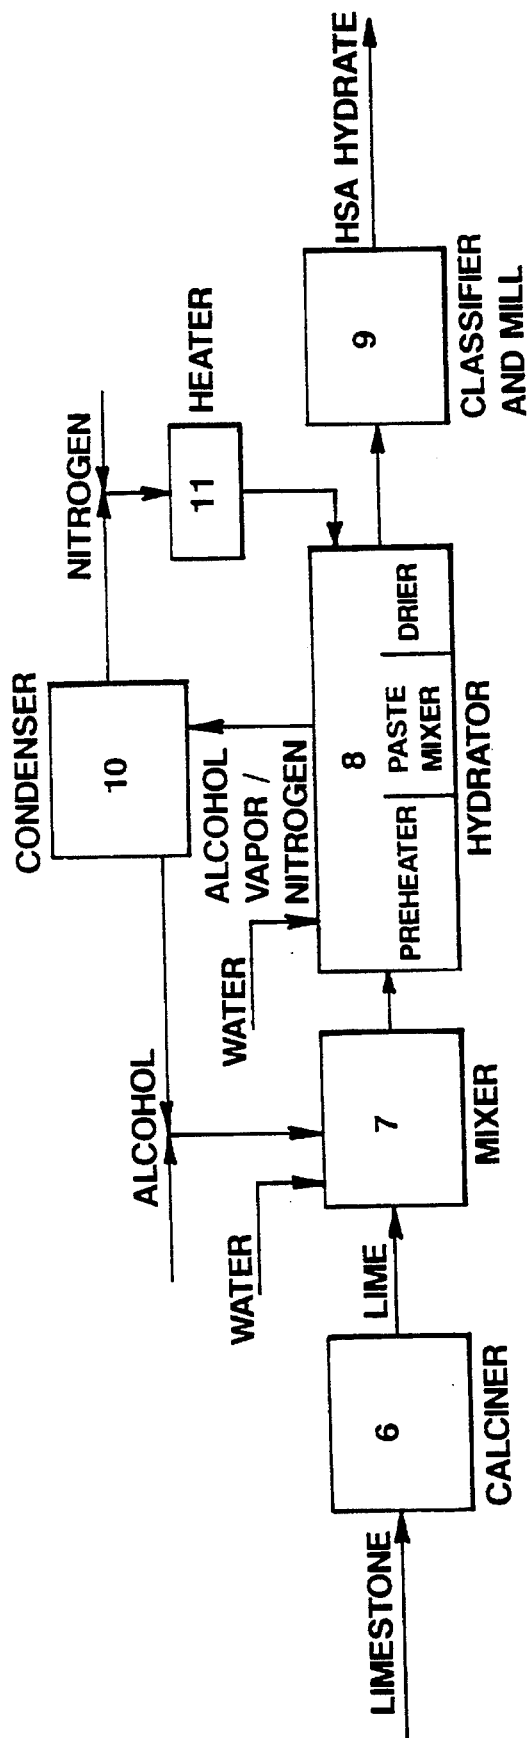 NITROGEN
CONDENSER
10
11
HEATER
ALCOHOL
ALCOHOL
VAPOR /
NITROGEN
WATER
WATER
LIMESTONE
6
CALCINER
LIME
7
MIXER
8
PREHEATER
PASTE
MIXER
DRIER
HYDRATOR
9
CLASSIFIER
AND MILL
HSA HYDRATE